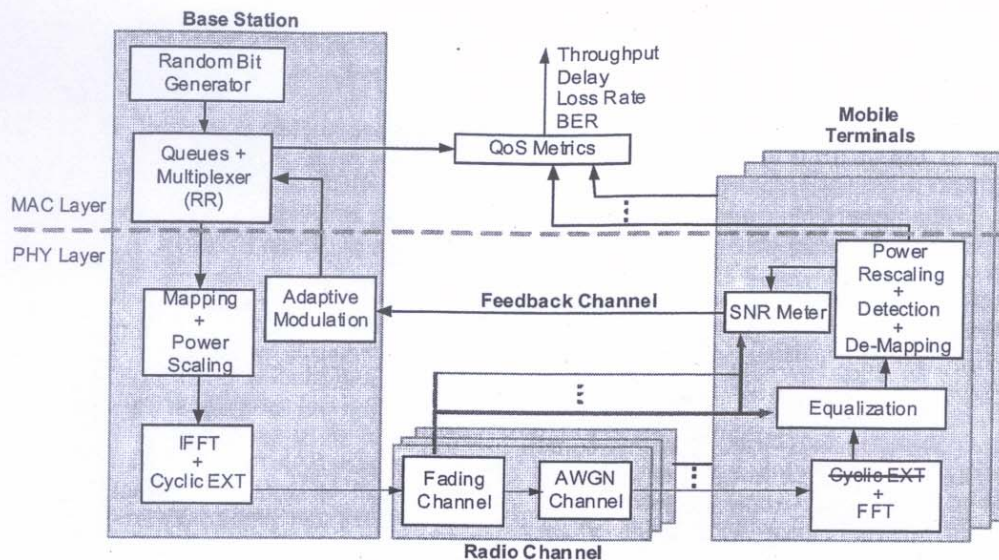 Base Station
Random Bit
Generator
Queues +
Multiplexer
(RR)
MAC Layer
PHY Layer
Mapping
+
Power
Scaling
Adaptive
Modulation
IFFT
+
Cyclic EXT
Throughput
Delay
Loss Rate
BER
QoS Metrics
Feedback Channel
Fading
Channel
AWGN
Channel
Radio Channel
Mobile
Terminals
Power
Rescaling
+
Detection
+
De-Mapping
SNR Meter
Equalization
Cyclic EXT
+
FFT